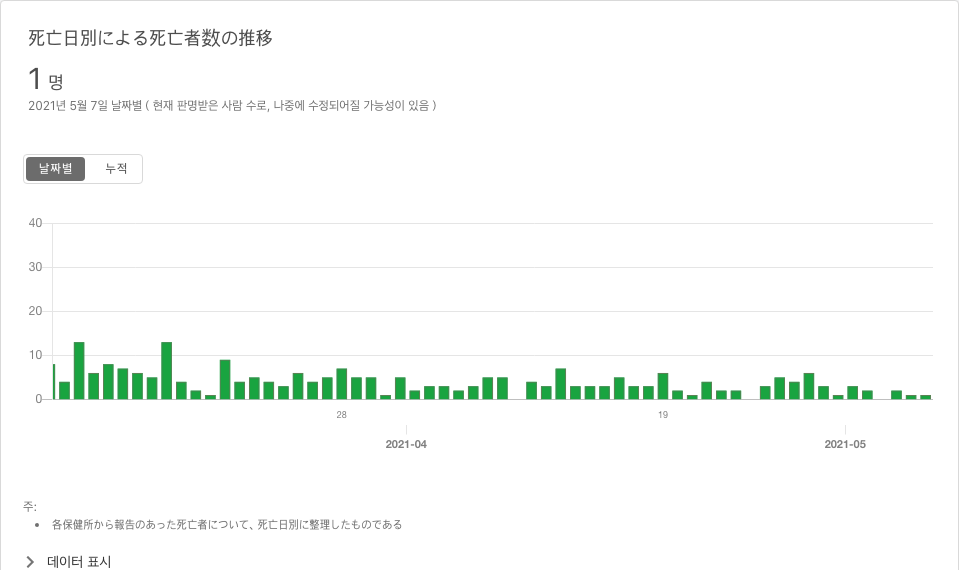 死亡日別による死亡者数の推移
1 명
2021년 5월 7일 날짜별 ( 현재 판명받은 사람 수로, 나중에 수정되어질 가능성이 있음 )
날짜별 누적
40
30
20
10
0
28 19
2021-04 2021-05
주:
• 各保健所から報告のあった死亡者について、死亡日別に整理したものである
데이터 표시